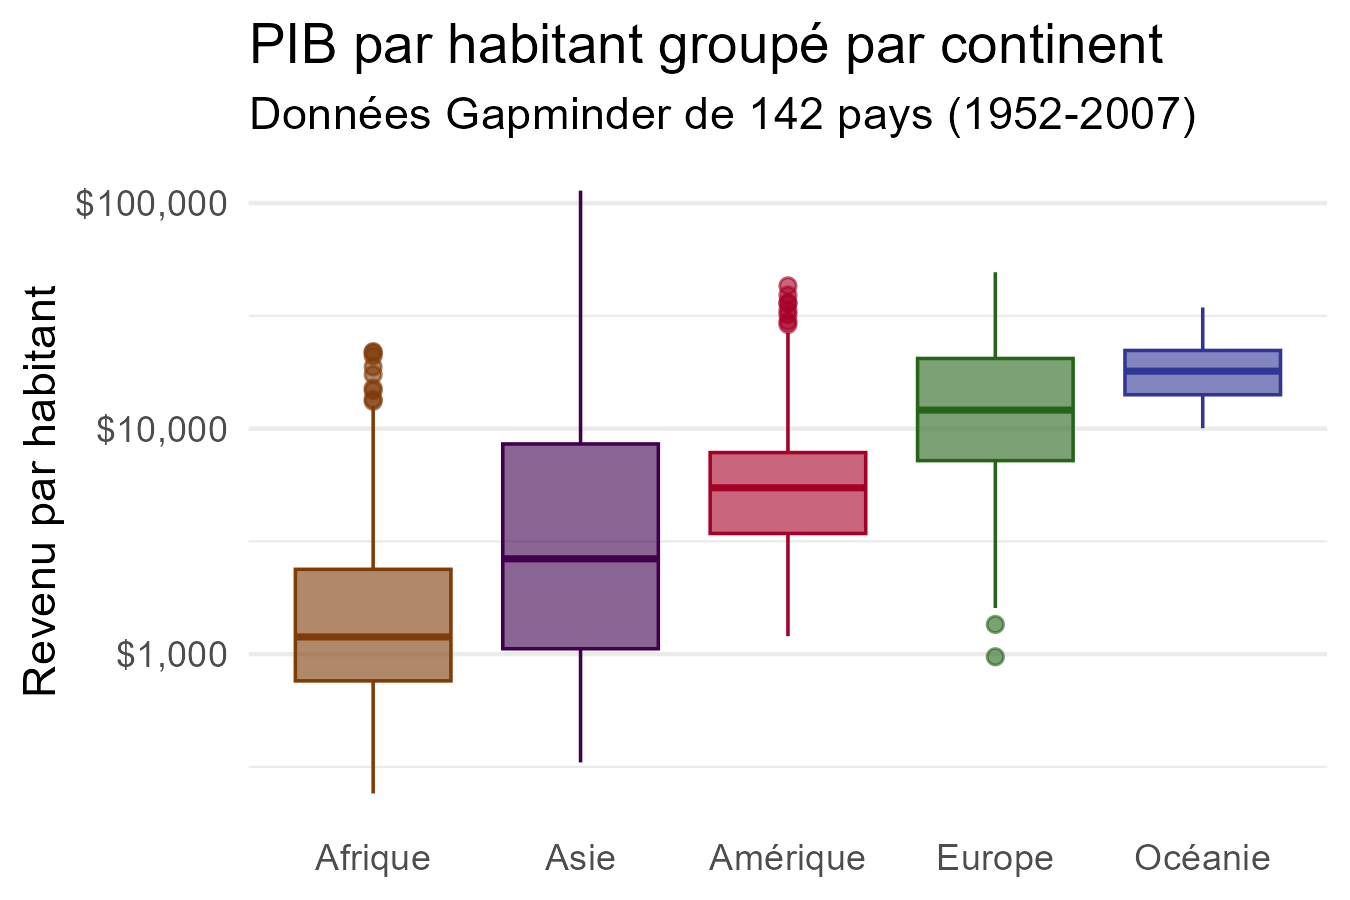 PIB par habitant groupé par continent
Données Gapminder de 142 pays (1952-2007)
Revenu par habitant
$100,000
$10,000
$1,000
Afrique
Asie
Amérique
Europe
Océanie